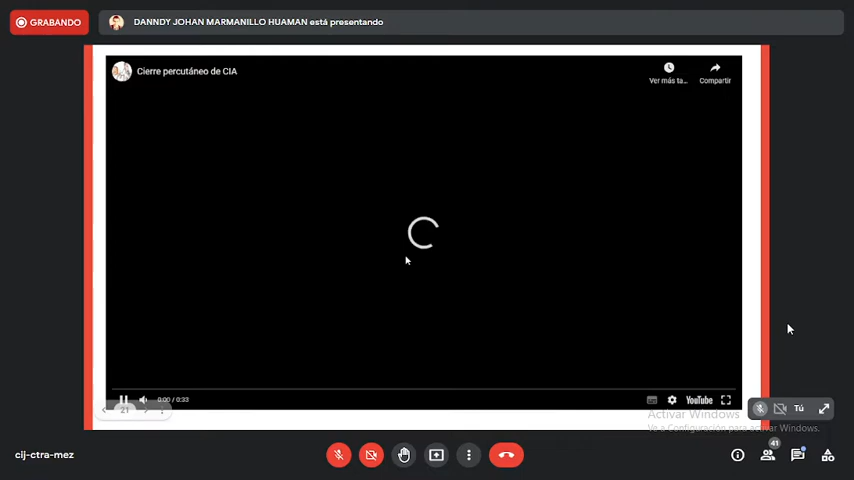 GRABANDO
DANNDY JOHAN MARMANILLO HUAMAN está presentando
Cierre percutáneo de CIA
Ver más ta...
Compartir
0:00 / 0:33
YouTube
21
Tú
Activar Windows
Ve a Configuración para activar Windows.
41
cij-ctra-mez